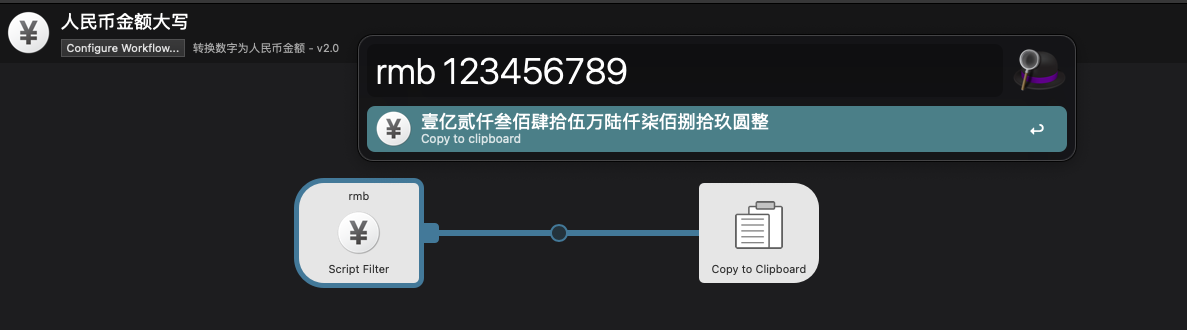 人民币金额大写
Configure Workflow...
转换数字为人民币金额 - v2.0
rmb 123456789
¥
壹亿贰仟叁佰肆拾伍万陆仟柒佰捌拾玖圆整
Copy to clipboard
rmb
¥
Script Filter
Copy to Clipboard